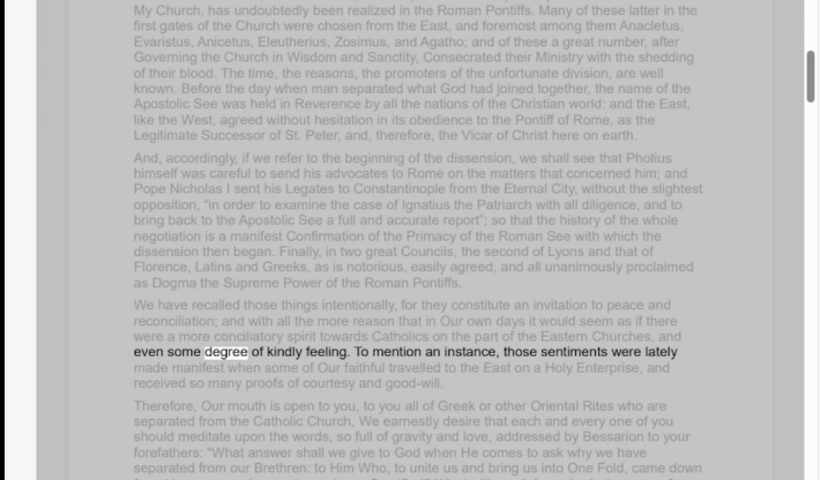 My Church, has undoubtedly been realized in the Roman Pontiffs. Many of these latter in the
first gates of the Church were chosen from the East, and foremost among them Anacletus,
Evaristus, Anicetus, Eleutherius, Zosimus, and Agatho; and of these a great number, after
Governing the Church in Wisdom and Sanctity, Consecrated their Ministry with the shedding
of their blood. The time, the reasons, the promoters of the unfortunate division, are well
known. Before the day when man separated what God had joined together, the name of the
Apostolic See was held in Reverence by all the nations of the Christian world: and the East,
like the West, agreed without hesitation in its obedience to the Pontiff of Rome, as the
Legitimate Successor of St. Peter, and, therefore, the Vicar of Christ here on earth.
And, accordingly, if we refer to the beginning of the dissension, we shall see that Photius
himself was careful to send his advocates to Rome on the matters that concerned him; and
Pope Nicholas I sent his Legates to Constantinople from the Eternal City, without the slightest
opposition, “in order to examine the case of Ignatius the Patriarch with all diligence, and to
bring back to the Apostolic See a full and accurate report”; so that the history of the whole
negotiation is a manifest Confirmation of the Primacy of the Roman See with which the
dissension then began. Finally, in two great Councils, the second of Lyons and that of
Florence, Latins and Greeks, as is notorious, easily agreed, and all unanimously proclaimed
as Dogma the Supreme Power of the Roman Pontiffs.
We have recalled those things intentionally, for they constitute an invitation to peace and
reconciliation; and with all the more reason that in Our own days it would seem as if there
were a more conciliatory spirit towards Catholics on the part of the Eastern Churches, and
even some degree of kindly feeling. To mention an instance, those sentiments were lately
made manifest when some of Our faithful travelled to the East on a Holy Enterprise, and
received so many proofs of courtesy and good-will.
Therefore, Our mouth is open to you, to you all of Greek or other Oriental Rites who are
separated from the Catholic Church, We earnestly desire that each and every one of you
should meditate upon the words, so full of gravity and love, addressed by Bessarion to your
forefathers: “What answer shall we give to God when He comes to ask why we have
separated from our Brethren: to Him Who, to unite us and bring us into One Fold, came down